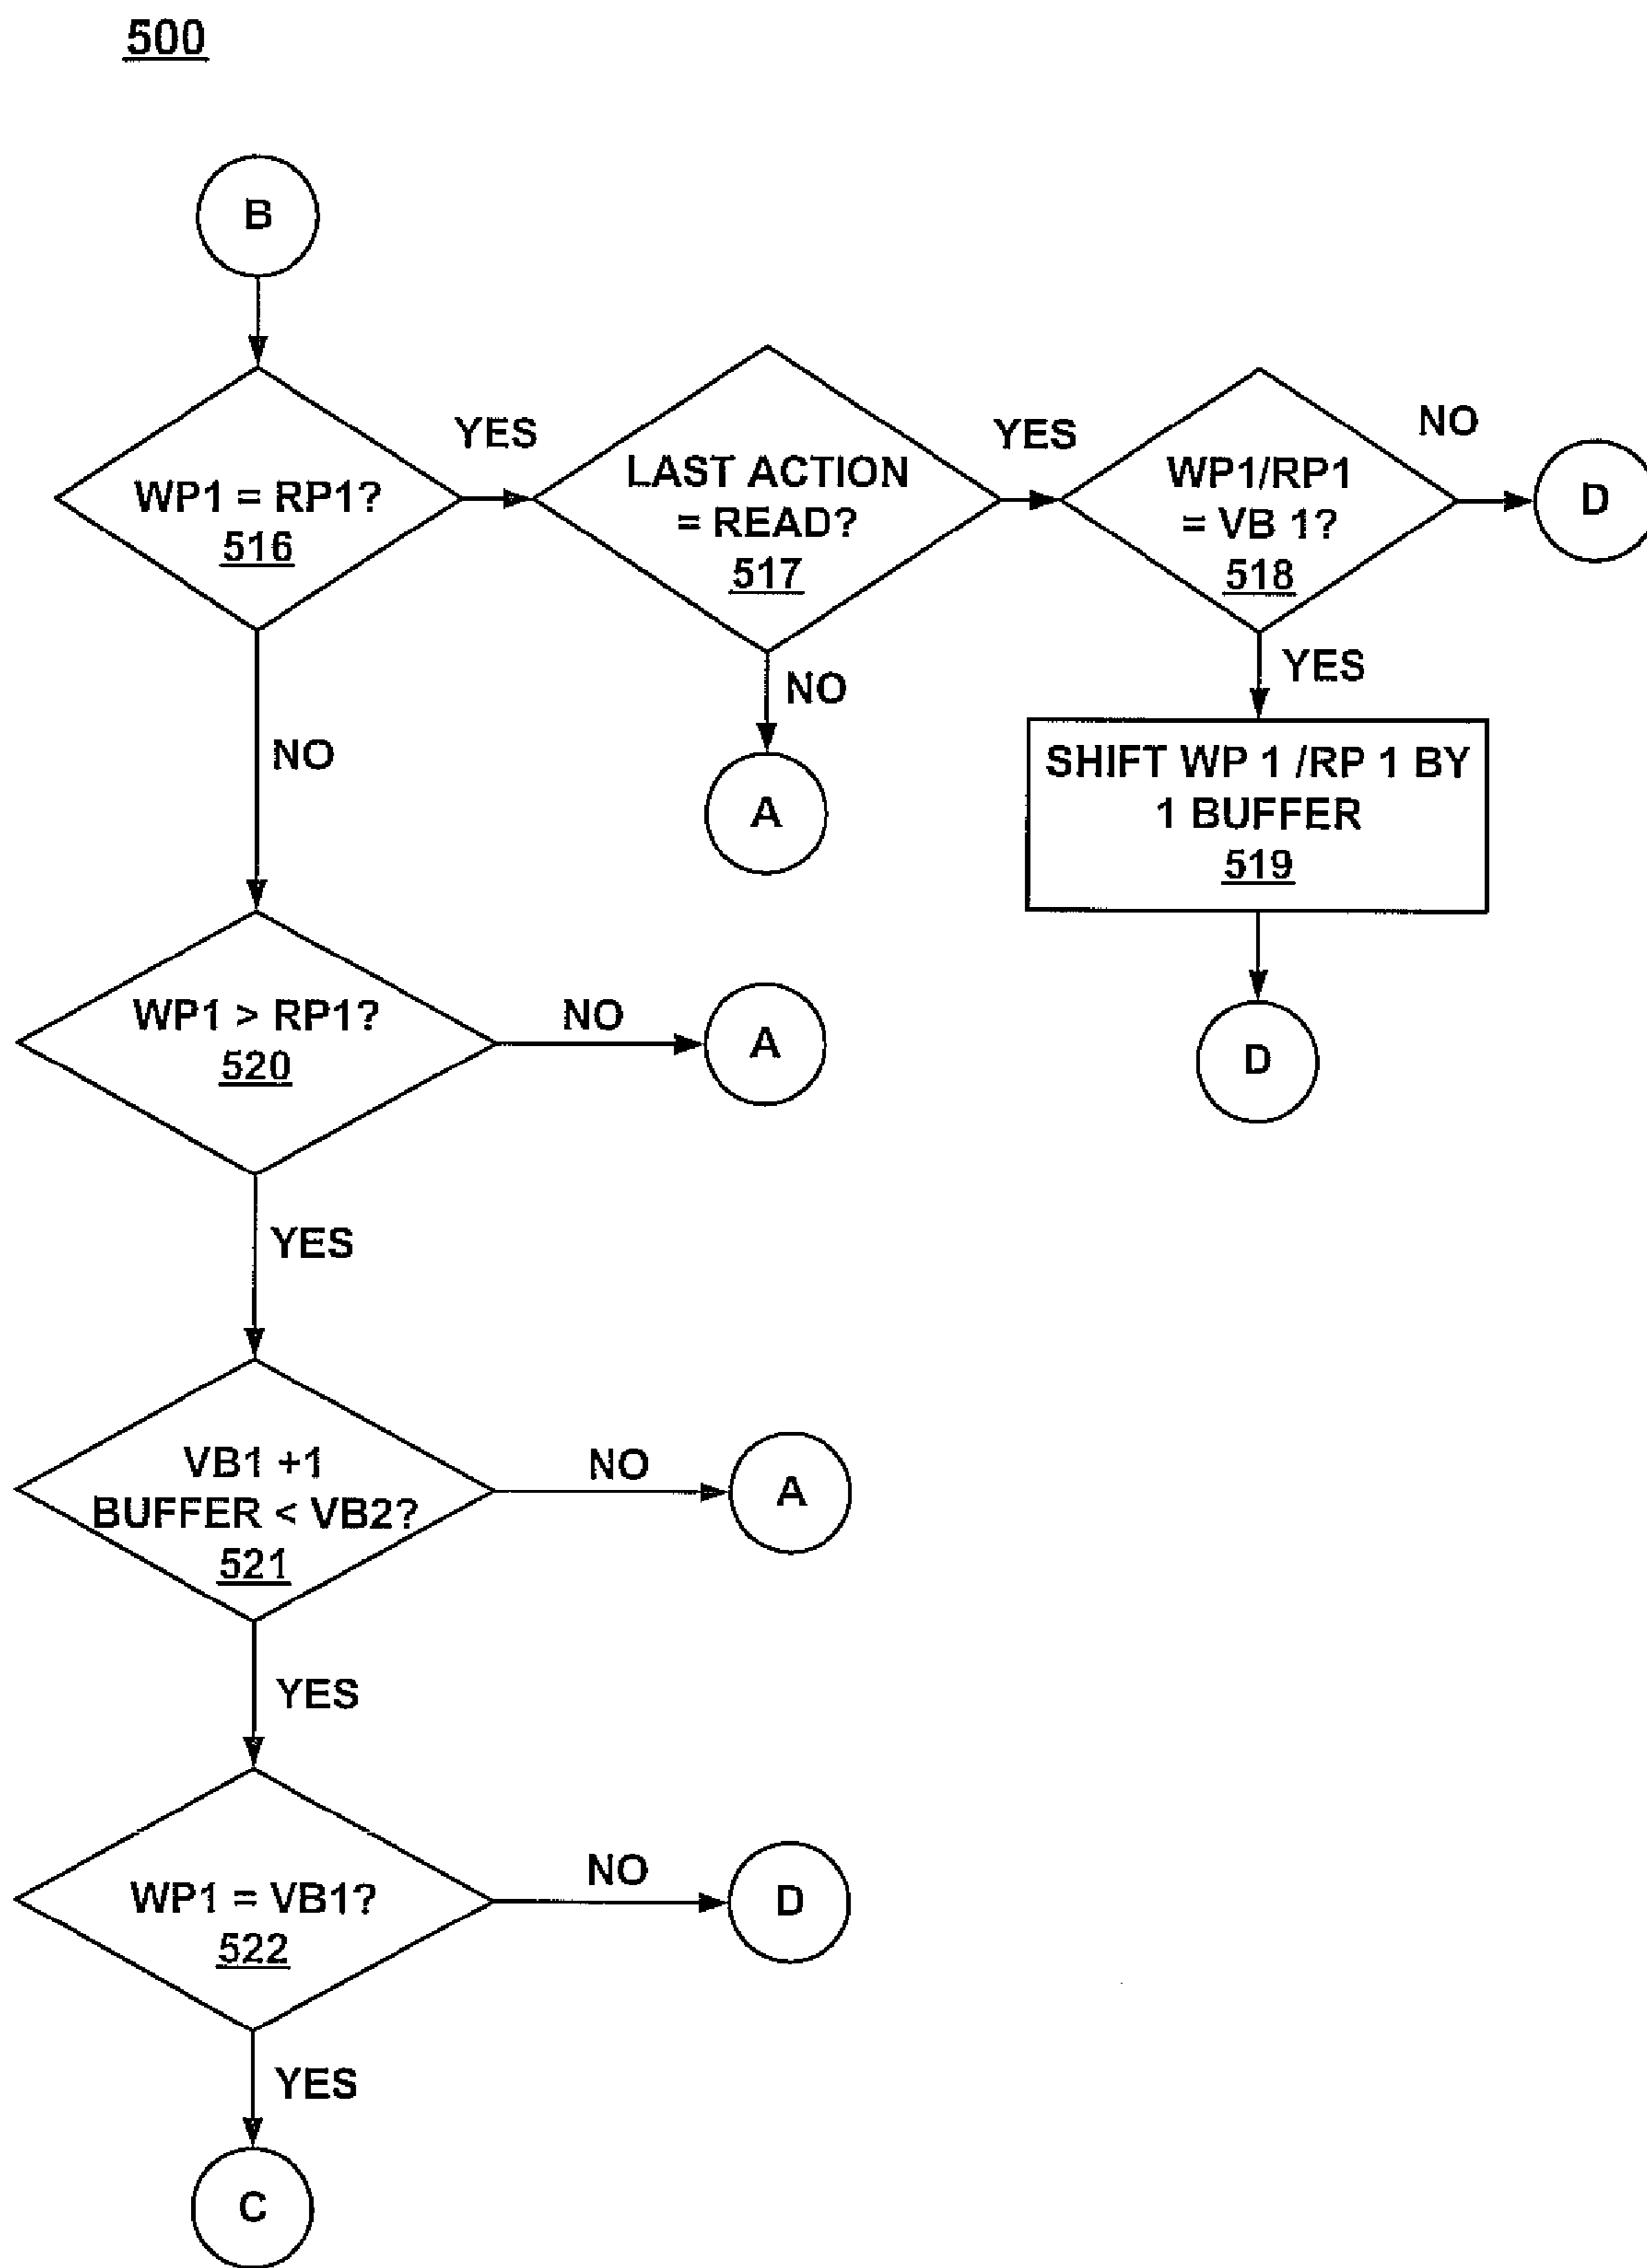 500
B
WP1 = RP1?
516
YES
LAST ACTION
= READ?
517
YES
WP1/RP1
= VB 1?
518
NO
D
YES
SHIFT WP 1 /RP 1 BY
1 BUFFER
519
D
NO
A
NO
WP1 > RP1?
520
NO
A
YES
VB1 +1
BUFFER < VB2?
521
NO
A
YES
WP1 = VB1?
522
NO
D
YES
C